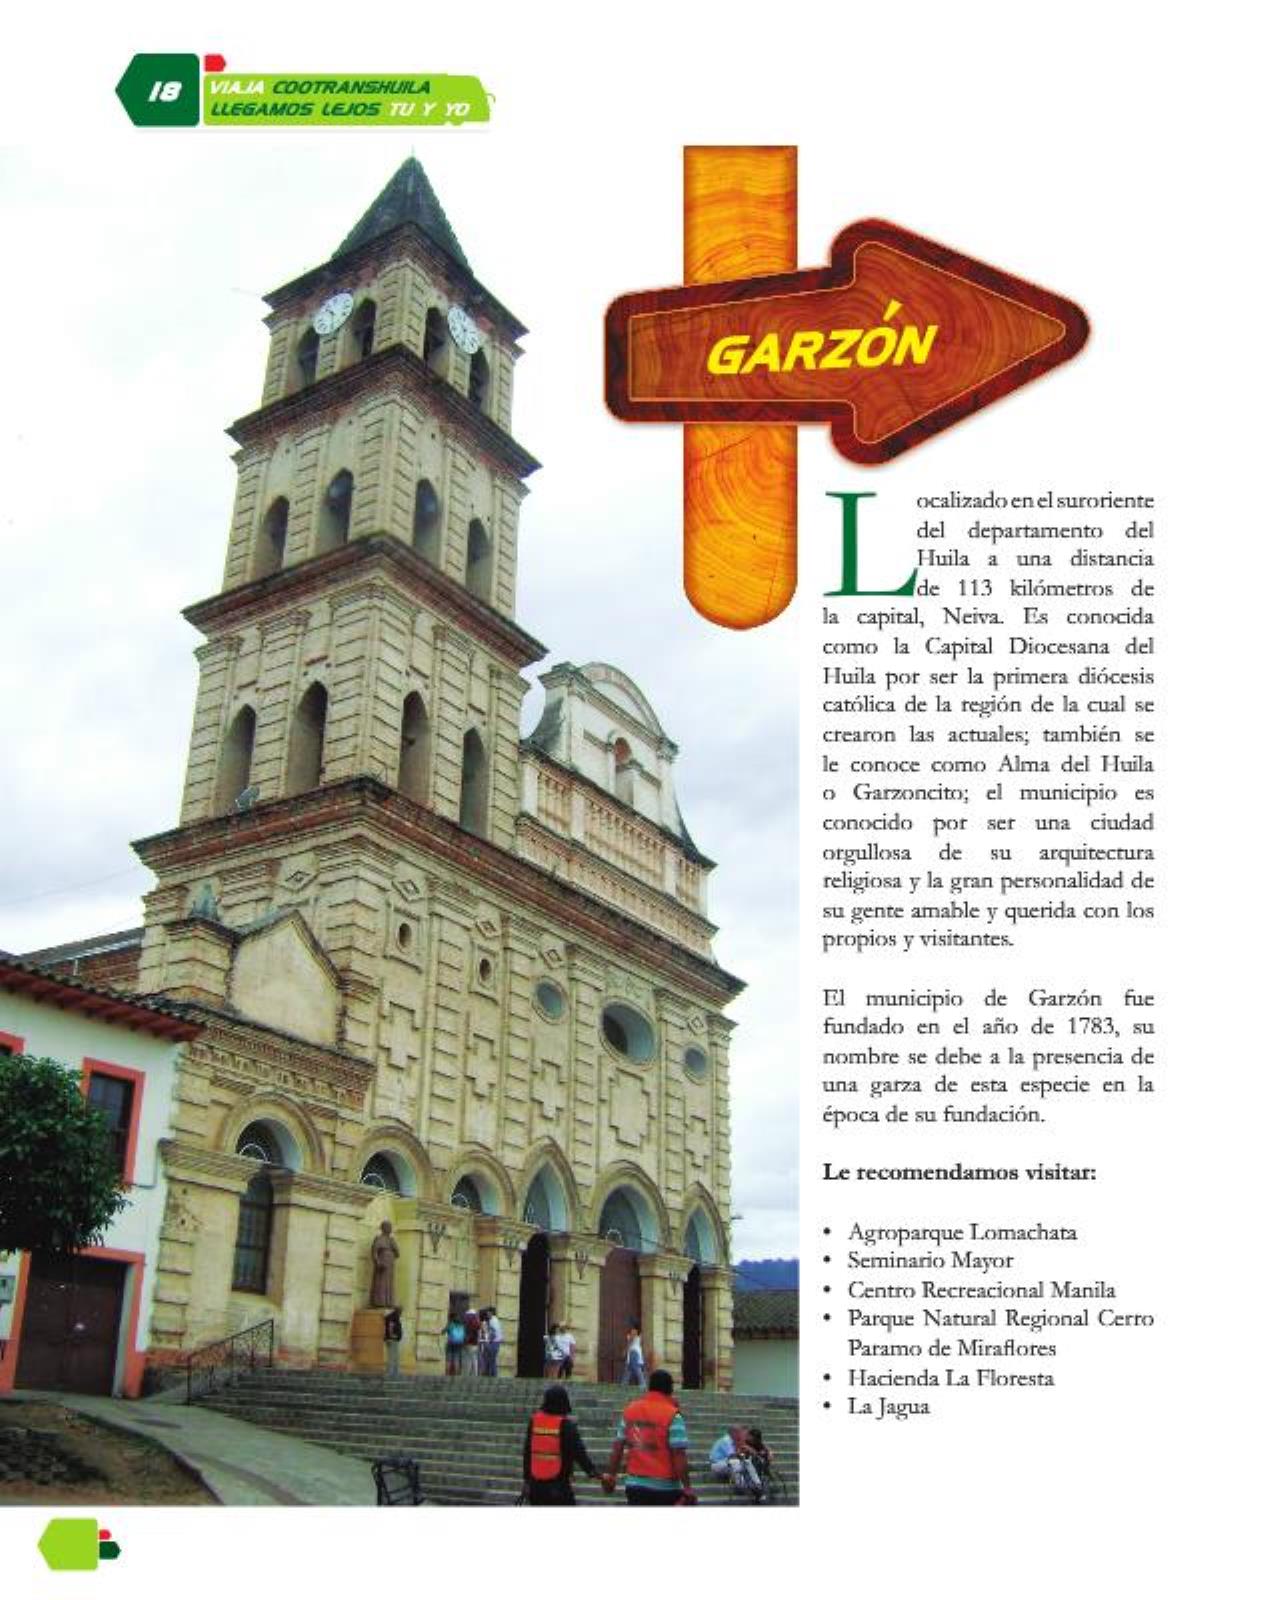 18
VIAJA COOTRANSHUILA
LLEGAMOS LEJOS TU Y YO
GARZÓN
Localizado en el suroriente
del departamento del
Huila a una distancia
de 113 kilómetros de
la capital, Neiva. Es conocida
como la Capital Diocesana del
Huila por ser la primera diócesis
católica de la región de la cual se
crearon las actuales; también se
le conoce como Alma del Huila
o Garzoncito; el municipio es
conocido por ser una ciudad
orgullosa de su arquitectura
religiosa y la gran personalidad de
su gente amable y querida con los
propios y visitantes.
El municipio de Garzón fue
fundado en el año de 1783, su
nombre se debe a la presencia de
una garza de esta especie en la
época de su fundación.
Le recomendamos visitar:
• Agroparque Lomachata
• Seminario Mayor
• Centro Recreacional Manila
• Parque Natural Regional Cerro
Paramo de Miraflores
• Hacienda La Floresta
• La Jagua